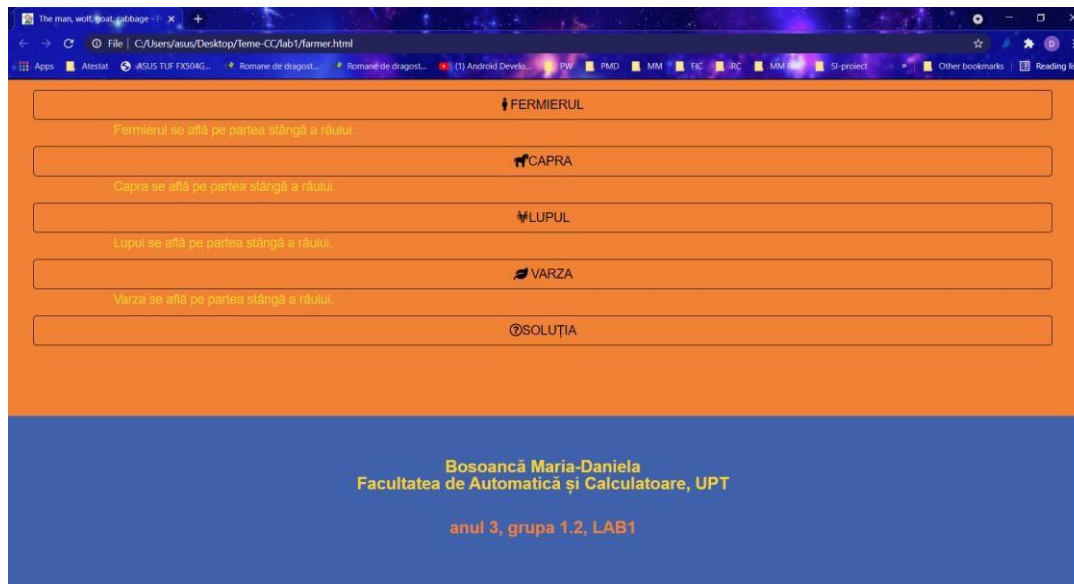 The man, wolf, goat, cabbage - F
File | C:/Users/asus/Desktop/Teme-CC/lab1/farmer.html
Apps Atestat ASUS TUF FX504G... Romane de dragost... Romane de dragost... (1) Android Develo... PW PMD MM FIC RC MM SI-proiect » Other bookmarks Reading lis
FERMIERUL
Fermierul se află pe partea stângă a râului.
CAPRA
Capra se află pe partea stângă a râului.
LUPUL
Lupul se află pe partea stângă a râului.
VARZA
Varza se află pe partea stângă a râului.
SOLUȚIA
Bosoancă Maria-Daniela
Facultatea de Automatică și Calculatoare, UPT
anul 3, grupa 1.2, LAB1